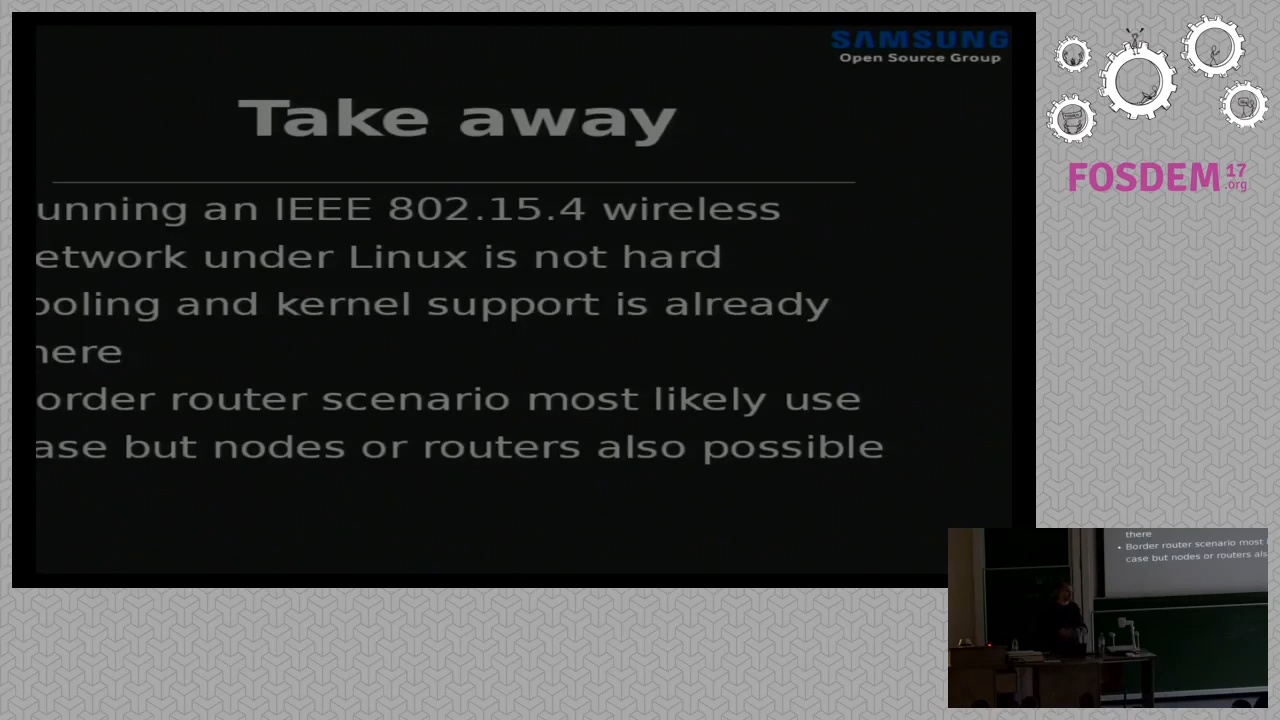 SAMSUNG
Open Source Group
Take away
unning an IEEE 802.15.4 wireless
etwork under Linux is not hard
ooling and kernel support is already
here
order router scenario most likely use
ase but nodes or routers also possible
FOSDEM 17
.org
there
• Border router scenario most
case but nodes or routers als